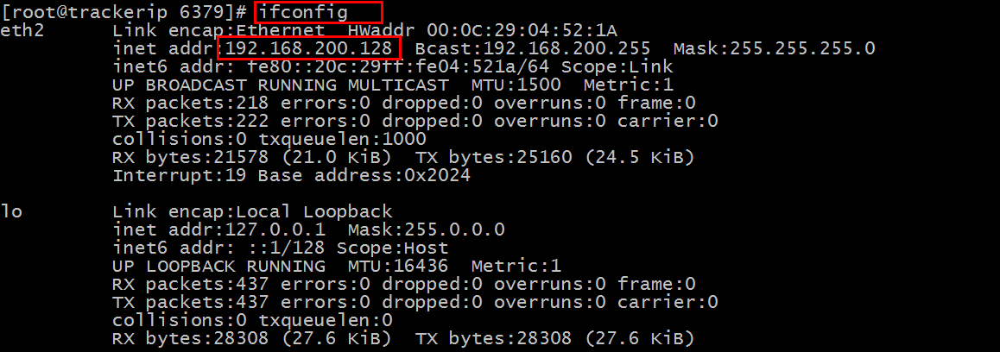 [root@trackerip 6379]# ifconfig
eth2      Link encap:Ethernet  HWaddr 00:0C:29:04:52:1A
          inet addr:192.168.200.128  Bcast:192.168.200.255  Mask:255.255.255.0
          inet6 addr: fe80::20c:29ff:fe04:521a/64 Scope:Link
          UP BROADCAST RUNNING MULTICAST  MTU:1500  Metric:1
          RX packets:218 errors:0 dropped:0 overruns:0 frame:0
          TX packets:222 errors:0 dropped:0 overruns:0 carrier:0
          collisions:0 txqueuelen:1000
          RX bytes:21578 (21.0 KiB)  TX bytes:25160 (24.5 KiB)
          Interrupt:19 Base address:0x2024

lo        Link encap:Local Loopback
          inet addr:127.0.0.1  Mask:255.0.0.0
          inet6 addr: ::1/128 Scope:Host
          UP LOOPBACK RUNNING  MTU:16436  Metric:1
          RX packets:437 errors:0 dropped:0 overruns:0 frame:0
          TX packets:437 errors:0 dropped:0 overruns:0 carrier:0
          collisions:0 txqueuelen:0
          RX bytes:28308 (27.6 KiB)  TX bytes:28308 (27.6 KiB)